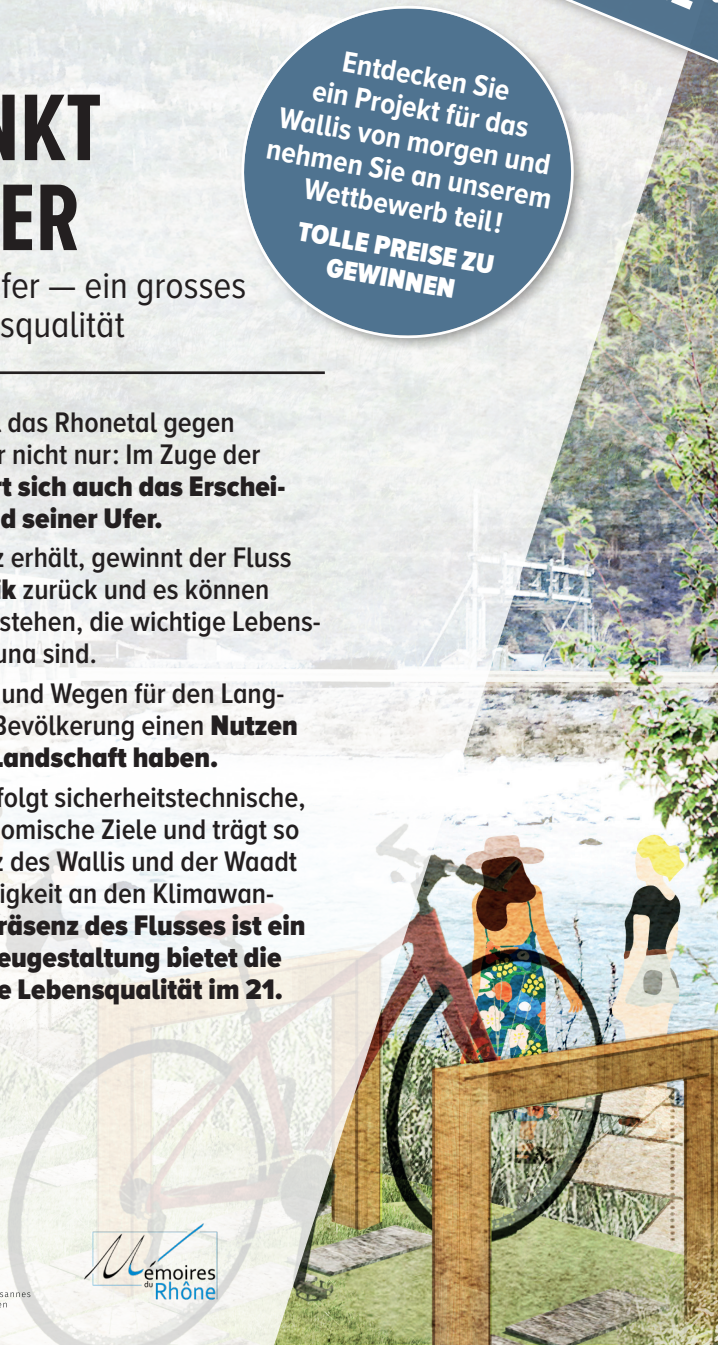 Entdecken Sie
ein Projekt für das
Wallis von morgen und
nehmen Sie an unserem
Wettbewerb teil!
TOLLE PREISE ZU
GEWINNEN
NKT
ER
fer — ein grosses
squalität
das Rhonetal gegen
r nicht nur: Im Zuge der
rt sich auch das Erschei-
d seiner Ufer.
z erhält, gewinnt der Fluss
ik zurück und es können
stehen, die wichtige Lebens-
una sind.
und Wegen für den Lang-
Bevölkerung einen Nutzen
Landschaft haben.
folgt sicherheitstechnische,
omische Ziele und trägt so
z des Wallis und der Waadt
igkeit an den Klimawan-
räsenz des Flusses ist ein
eugestaltung bietet die
e Lebensqualität im 21.
Mémoires
du Rhône
sannes
en